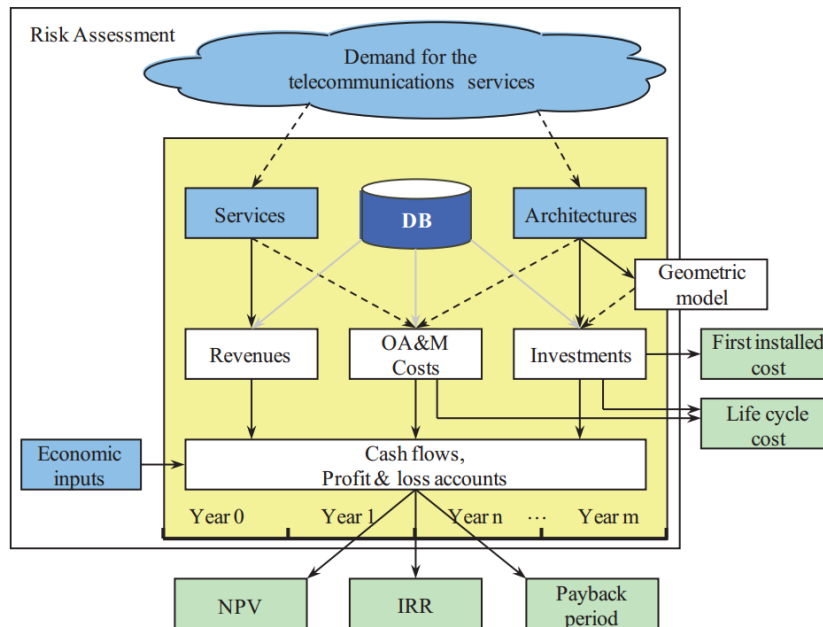 Risk Assessment
Demand for the
telecommunications services
Services
DB
Architectures
Geometric
model
Revenues
OA&M
Costs
Investments
First installed
cost
Life cycle
cost
Economic
inputs
Cash flows,
Profit & loss accounts
Year 0 Year 1 Year n ... Year m
NPV
IRR
Payback
period